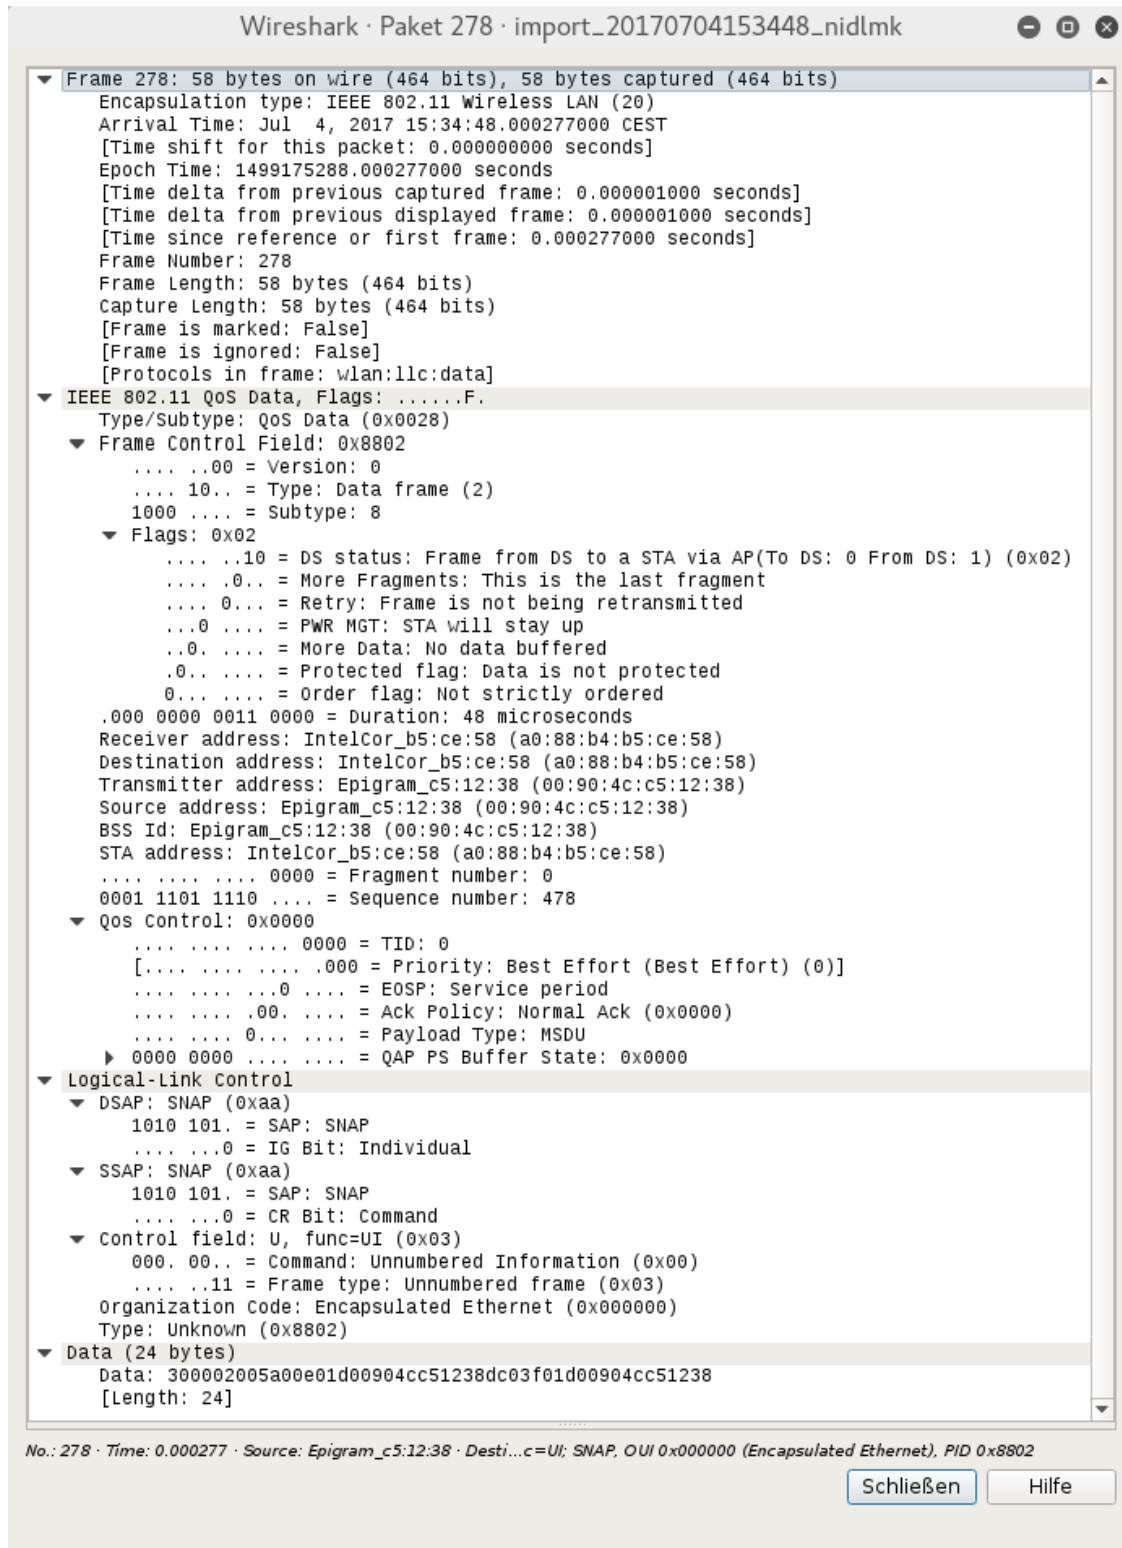 Wireshark · Paket 278 · import_20170704153448_nidlmk
Frame 278: 58 bytes on wire (464 bits), 58 bytes captured (464 bits)
Encapsulation type: IEEE 802.11 Wireless LAN (20)
Arrival Time: Jul  4, 2017 15:34:48.000277000 CEST
[Time shift for this packet: 0.000000000 seconds]
Epoch Time: 1499175288.000277000 seconds
[Time delta from previous captured frame: 0.000001000 seconds]
[Time delta from previous displayed frame: 0.000001000 seconds]
[Time since reference or first frame: 0.000277000 seconds]
Frame Number: 278
Frame Length: 58 bytes (464 bits)
Capture Length: 58 bytes (464 bits)
[Frame is marked: False]
[Frame is ignored: False]
[Protocols in frame: wlan:llc:data]
IEEE 802.11 QoS Data, Flags: ......F.
Type/Subtype: QoS Data (0x0028)
Frame Control Field: 0x8802
.... ..00 = Version: 0
.... 10.. = Type: Data frame (2)
1000 .... = Subtype: 8
Flags: 0x02
.... ..10 = DS status: Frame from DS to a STA via AP(To DS: 0 From DS: 1) (0x02)
.... .0.. = More Fragments: This is the last fragment
.... 0... = Retry: Frame is not being retransmitted
...0 .... = PWR MGT: STA will stay up
..0. .... = More Data: No data buffered
.0.. .... = Protected flag: Data is not protected
0... .... = Order flag: Not strictly ordered
.000 0000 0011 0000 = Duration: 48 microseconds
Receiver address: IntelCor_b5:ce:58 (a0:88:b4:b5:ce:58)
Destination address: IntelCor_b5:ce:58 (a0:88:b4:b5:ce:58)
Transmitter address: Epigram_c5:12:38 (00:90:4c:c5:12:38)
Source address: Epigram_c5:12:38 (00:90:4c:c5:12:38)
BSS Id: Epigram_c5:12:38 (00:90:4c:c5:12:38)
STA address: IntelCor_b5:ce:58 (a0:88:b4:b5:ce:58)
.... .... .... 0000 = Fragment number: 0
0001 1101 1110 .... = Sequence number: 478
Qos Control: 0x0000
.... .... .... 0000 = TID: 0
[.... .... .... .000 = Priority: Best Effort (Best Effort) (0)]
.... .... ...0 .... = EOSP: Service period
.... .... .00. .... = Ack Policy: Normal Ack (0x0000)
.... .... 0... .... = Payload Type: MSDU
0000 0000 .... .... = QAP PS Buffer State: 0x0000
Logical-Link Control
DSAP: SNAP (0xaa)
1010 101. = SAP: SNAP
.... ...0 = IG Bit: Individual
SSAP: SNAP (0xaa)
1010 101. = SAP: SNAP
.... ...0 = CR Bit: Command
Control field: U, func=UI (0x03)
000. 00.. = Command: Unnumbered Information (0x00)
.... ..11 = Frame type: Unnumbered frame (0x03)
Organization Code: Encapsulated Ethernet (0x000000)
Type: Unknown (0x8802)
Data (24 bytes)
Data: 300002005a00e01d00904cc51238dc03f01d00904cc51238
[Length: 24]
No.: 278 · Time: 0.000277 · Source: Epigram_c5:12:38 · Desti...c=UI; SNAP, OUI 0x000000 (Encapsulated Ethernet), PID 0x8802
Schließen Hilfe